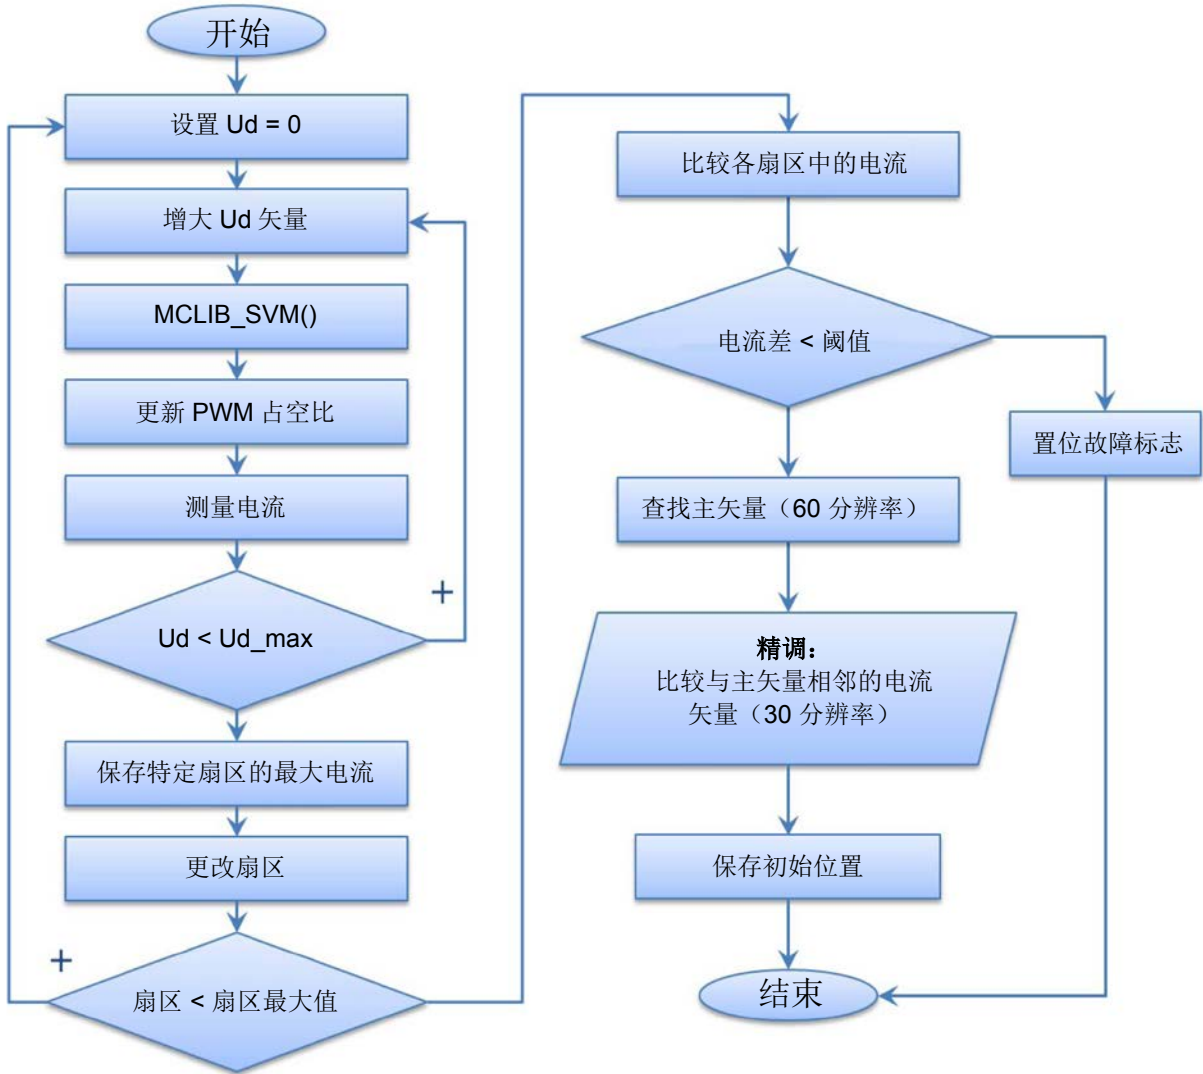 开始
设置 Ud = 0
增大 Ud 矢量
MCLIB_SVM()
更新 PWM 占空比
测量电流
+
Ud < Ud_max
保存特定扇区的最大电流
更改扇区
+
扇区 < 扇区最大值
比较各扇区中的电流
电流差 < 阈值
置位故障标志
查找主矢量（60 分辨率）
精调：
比较与主矢量相邻的电流
矢量（30 分辨率）
保存初始位置
结束